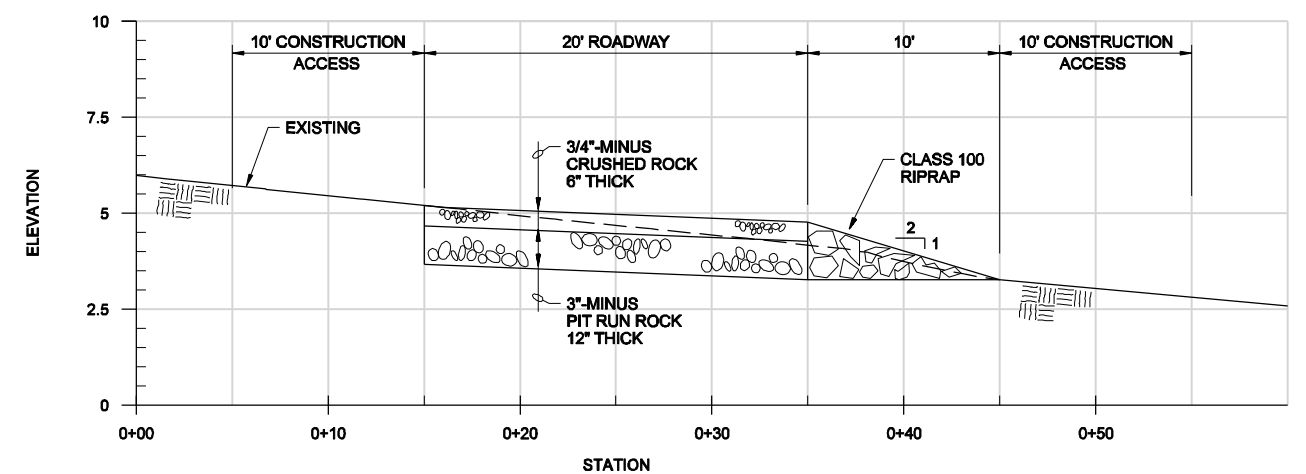 10' CONSTRUCTION
ACCESS
20' ROADWAY
10'
10' CONSTRUCTION
ACCESS
EXISTING
3/4"-MINUS
CRUSHED ROCK
6" THICK
CLASS 100
RIPRAP
2
1
3"-MINUS
PIT RUN ROCK
12" THICK
ELEVATION
10
7.5
5
2.5
0
0+00
0+10
0+20
0+30
0+40
0+50
STATION